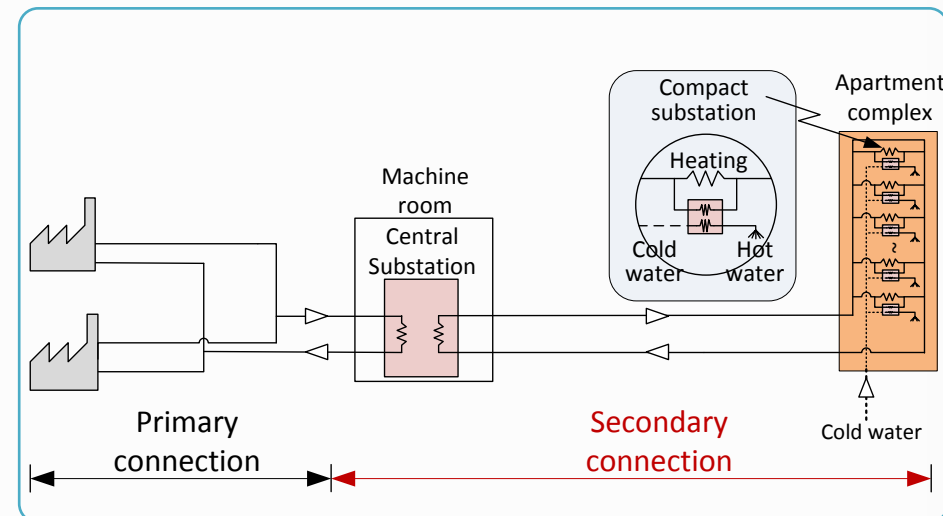 Compact
substation
Apartment
complex
Heating
Machine
room
Central
Substation
Cold
water
Hot
water
Cold water
Primary
connection
Secondary
connection